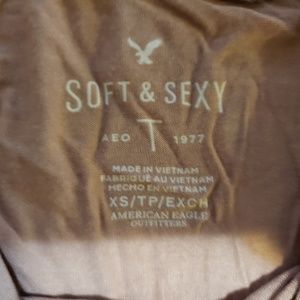 SOFT & SEXY
AEO T 1977
MADE IN VIETNAM
FABRIQUÉ AU VIETNAM
HECHO EN VIETNAM
XS/TP/EXCH
AMERICAN EAGLE
OUTFITTERS